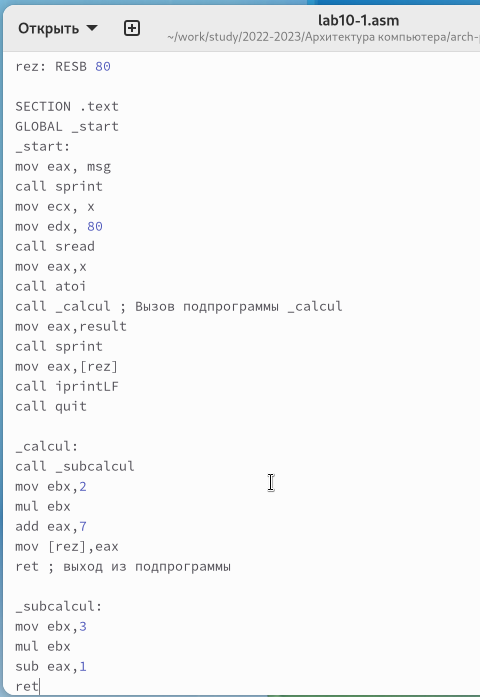 Открыть
lab10-1.asm
~/work/study/2022-2023/Архитектура компьютера/arch-
rez: RESB 80
SECTION .text
GLOBAL _start
_start:
mov eax, msg
call sprint
mov ecx, x
mov edx, 80
call sread
mov eax,x
call atoi
call _calcul ; Вызов подпрограммы _calcul
mov eax,result
call sprint
mov eax,[rez]
call iprintLF
call quit
_calcul:
call _subcalcul
mov ebx,2
mul ebx
add eax,7
mov [rez],eax
ret ; выход из подпрограммы
_subcalcul:
mov ebx,3
mul ebx
sub eax,1
ret